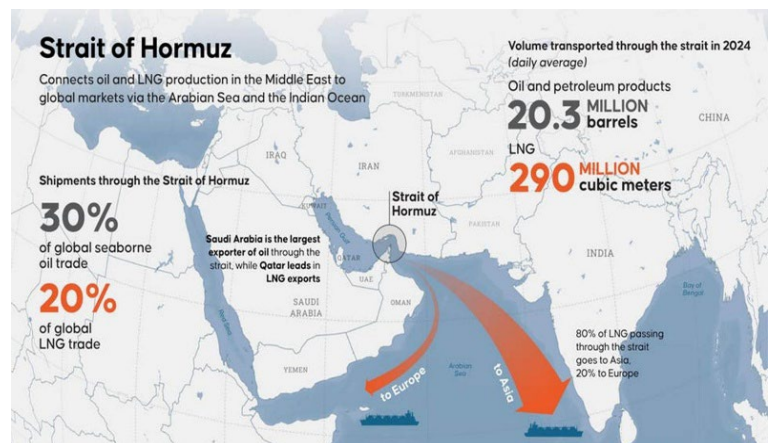 Strait of Hormuz
Connects oil and LNG production in the Middle East to
global markets via the Arabian Sea and the Indian Ocean
Volume transported through the strait in 2024
(daily average)
Oil and petroleum products
20.3 MILLION
barrels
LNG
290 MILLION
cubic meters
Shipments through the Strait of Hormuz
30%
of global seaborne
oil trade
20%
of global
LNG trade
Saudi Arabia is the largest
exporter of oil through the
strait, while Qatar leads in
LNG exports
Strait of
Hormuz
80% of LNG passing
through the strait
goes to Asia,
20% to Europe
to Europe
to Asia
TURKMENISTAN
CHINA
IRAQ
IRAN
AFGHANISTAN
KUWAIT
Persian Gulf
PAKISTAN
QATAR
UAE
INDIA
SAUDI
ARABIA
OMAN
Red Sea
YEMEN
Arabian
Sea
Bay of
Bengal